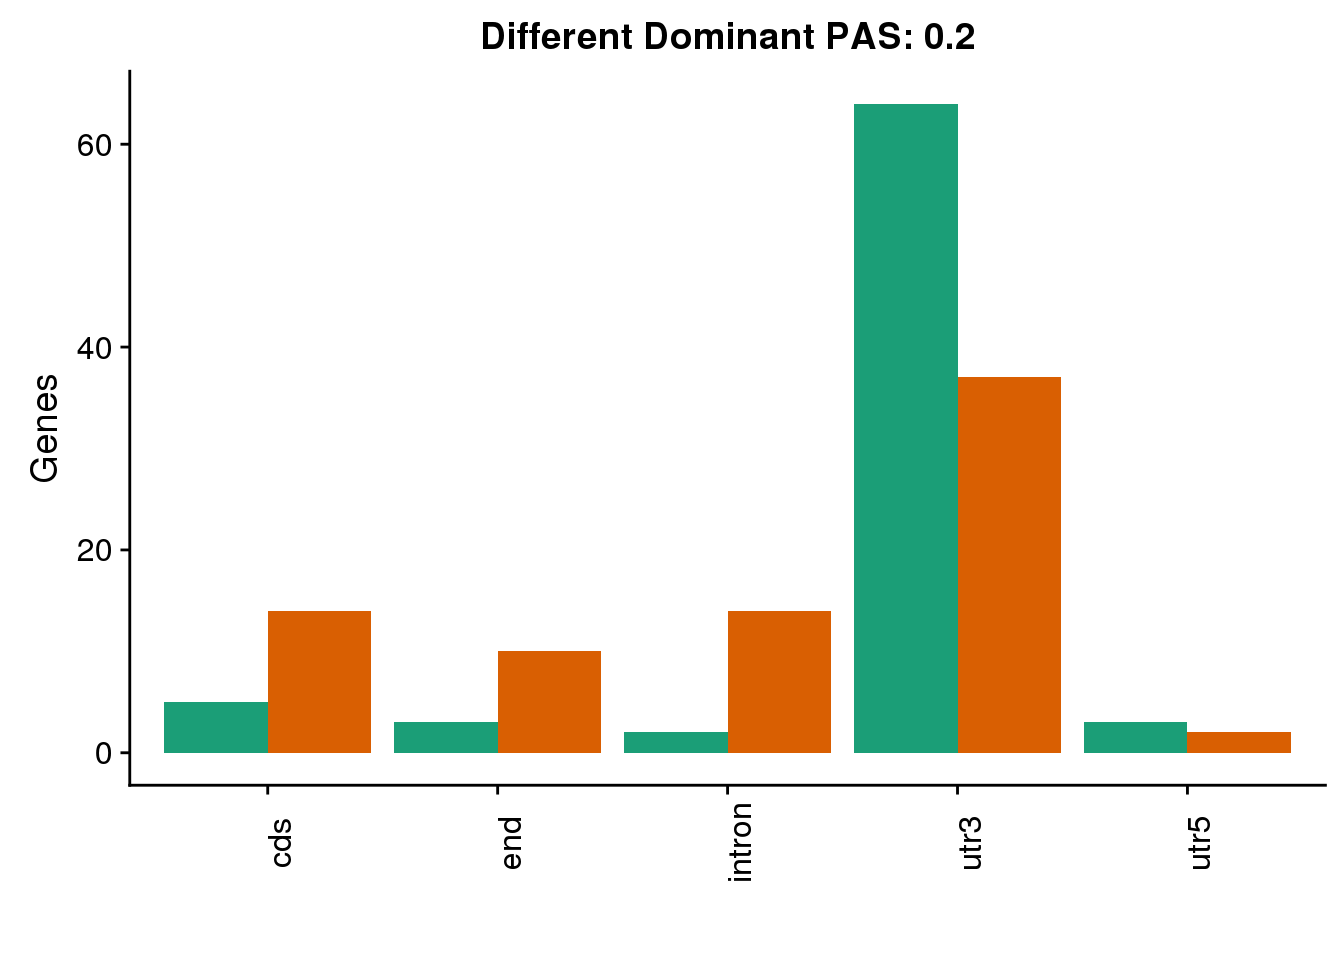 Different Dominant PAS: 0.2
60
40
20
0
Genes
cds
end
intron
utr3
utr5